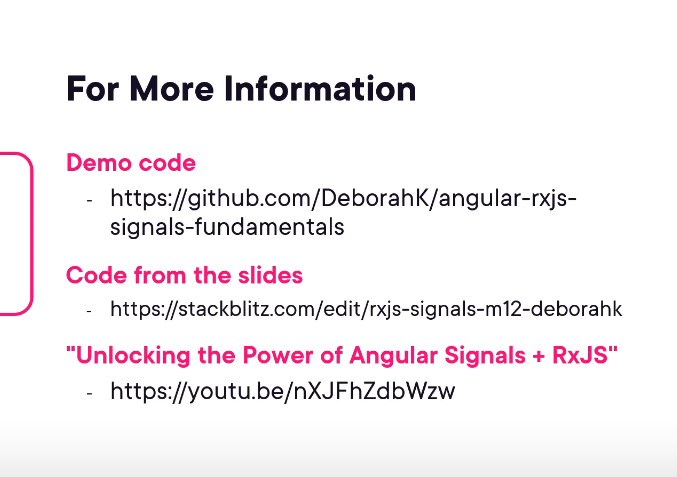 For More Information
Demo code
- https://github.com/DeborahK/angular-rxjs-
signals-fundamentals
Code from the slides
- https://stackblitz.com/edit/rxjs-signals-m12-deborahk
"Unlocking the Power of Angular Signals + RxJS"
- https://youtu.be/nXJFhZdbWzw